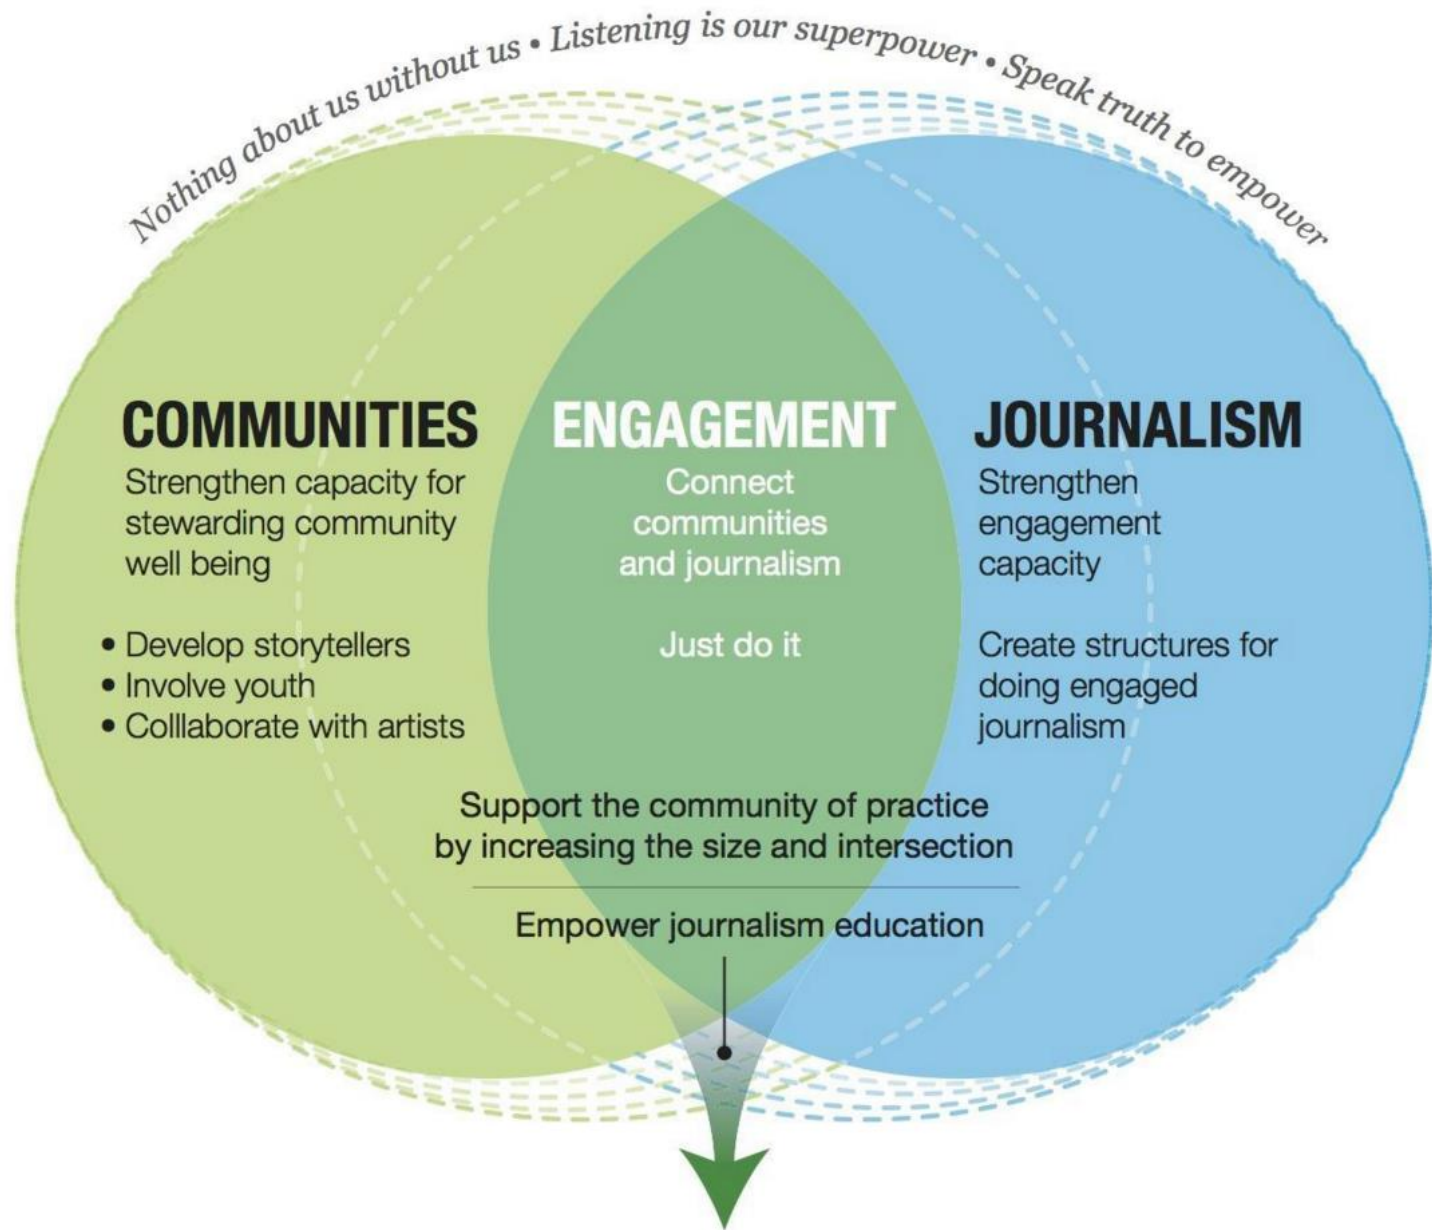 Nothing about us without us • Listening is our superpower • Speak truth to empower
COMMUNITIES
Strengthen capacity for
stewarding community
well being
• Develop storytellers
• Involve youth
• Colllaborate with artists
ENGAGEMENT
Connect
communities
and journalism
Just do it
JOURNALISM
Strengthen
engagement
capacity
Create structures for
doing engaged
journalism
Support the community of practice
by increasing the size and intersection
Empower journalism education